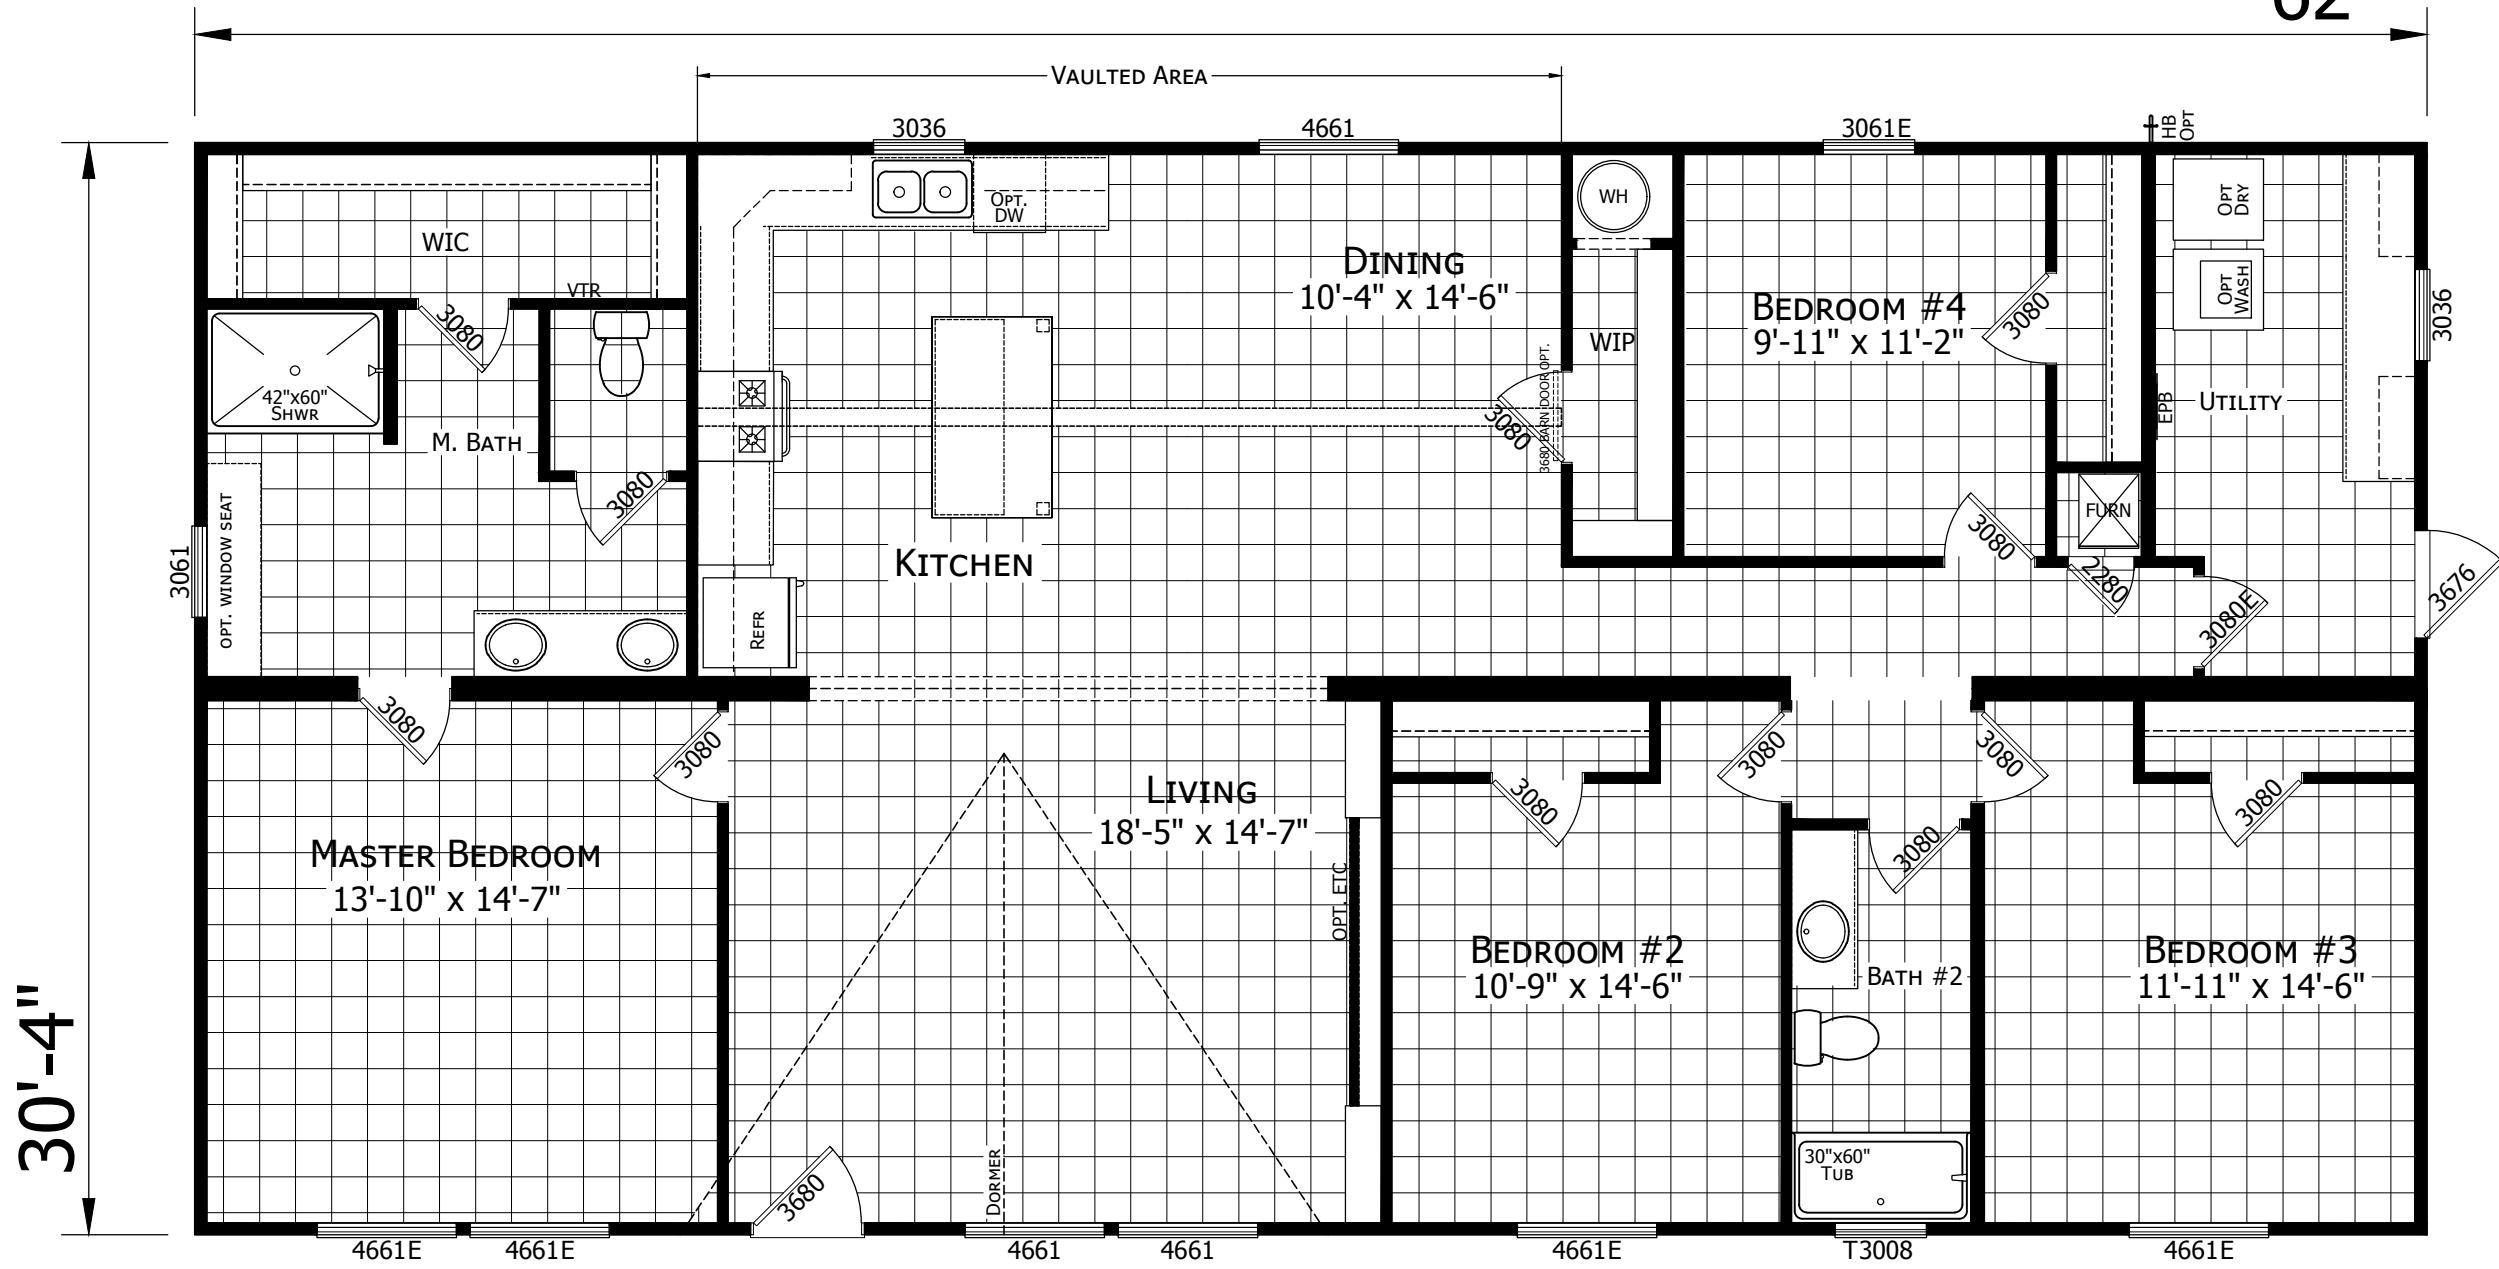 VAULTED AREA
3036
4661
3061E
HB
OPT
WIC
VTR
3080
42"x60"
SHWR
M. BATH
3080
3061
OPT. WINDOW SEAT
OPT.
DW
DINING
10'-4" x 14'-6"
KITCHEN
REFR
WH
WIP
3080
3680 BARN DOOR OPT.
BEDROOM #4
9'-11" x 11'-2"
3080
3080
OPT
DRY
OPT
WASH
EPB
UTILITY
3036
FURN
2280
3080E
3676
30'-4"
3080
3080
MASTER BEDROOM
13'-10" x 14'-7"
LIVING
18'-5" x 14'-7"
OPT. ETC
DORMER
3680
3080
3080
3080
3080
3080
BEDROOM #2
10'-9" x 14'-6"
BATH #2
30"x60"
TUB
BEDROOM #3
11'-11" x 14'-6"
4661E
4661E
4661
4661
4661E
T3008
4661E